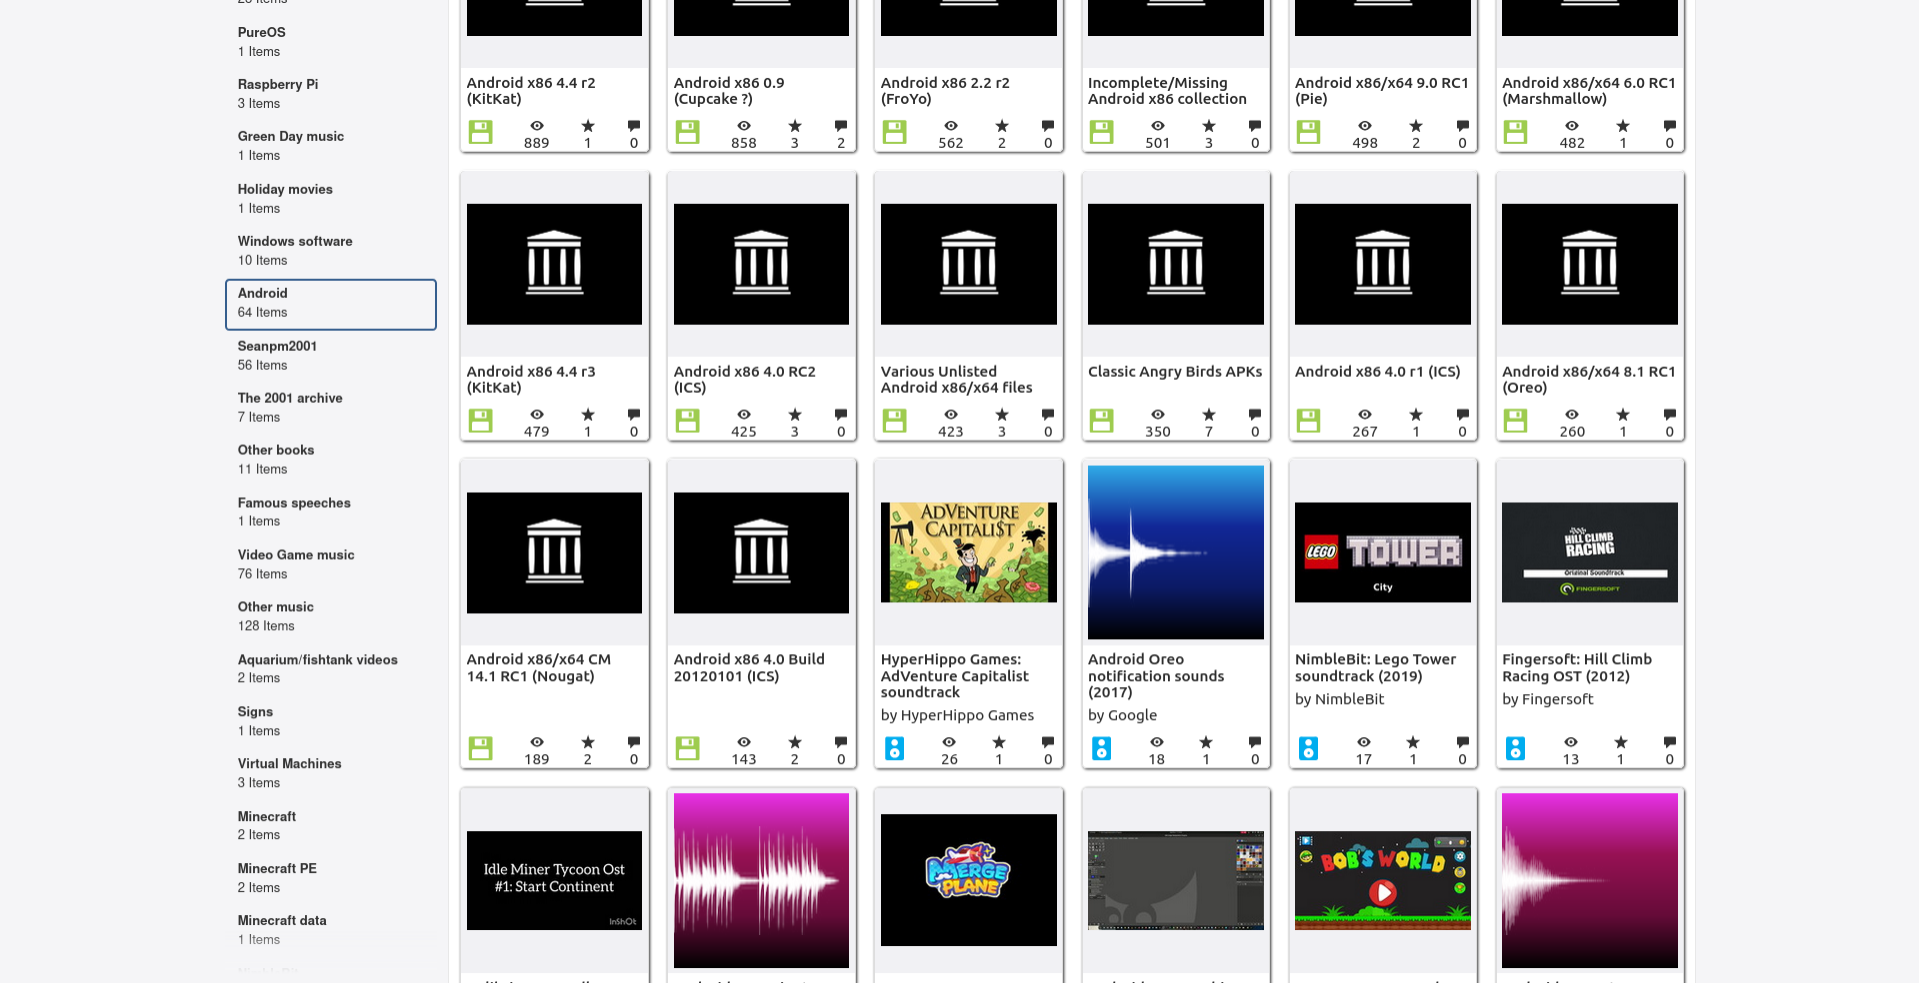 PureOS
1 Items
Raspberry Pi
3 Items
Green Day music
1 Items
Holiday movies
1 Items
Windows software
10 Items
Android
64 Items
Seanpm2001
56 Items
The 2001 archive
7 Items
Other books
11 Items
Famous speeches
1 Items
Video Game music
76 Items
Other music
128 Items
Aquarium/fishtank videos
2 Items
Signs
1 Items
Virtual Machines
3 Items
Minecraft
2 Items
Minecraft PE
2 Items
Minecraft data
1 Items
Android x86 4.4 r2
(KitKat)
889 1 0
Android x86 0.9
(Cupcake ?)
858 3 2
Android x86 2.2 r2
(FroYo)
562 2 0
Incomplete/Missing
Android x86 collection
501 3 0
Android x86/x64 9.0 RC1
(Pie)
498 2 0
Android x86/x64 6.0 RC1
(Marshmallow)
482 1 0
Android x86 4.4 r3
(KitKat)
479 1 0
Android x86 4.0 RC2
(ICS)
425 3 0
Various Unlisted
Android x86/x64 files
423 3 0
Classic Angry Birds APKs
350 7 0
Android x86 4.0 r1 (ICS)
267 1 0
Android x86/x64 8.1 RC1
(Oreo)
260 1 0
Android x86/x64 CM
14.1 RC1 (Nougat)
189 2 0
Android x86 4.0 Build
20120101 (ICS)
143 2 0
ADVENTURE
CAPITALI$T
HyperHippo Games:
AdVenture Capitalist
soundtrack
by HyperHippo Games
26 1 0
Android Oreo
notification sounds
(2017)
by Google
18 1 0
LEGO TOWER
City
NimbleBit: Lego Tower
soundtrack (2019)
by NimbleBit
17 1 0
HILL CLIMB
RACING
Original Soundtrack
FINGERSOFT
Fingersoft: Hill Climb
Racing OST (2012)
by Fingersoft
13 1 0
Idle Miner Tycoon Ost
#1: Start Continent
InShOt
MERGE
PLANE
BOB'S WORLD